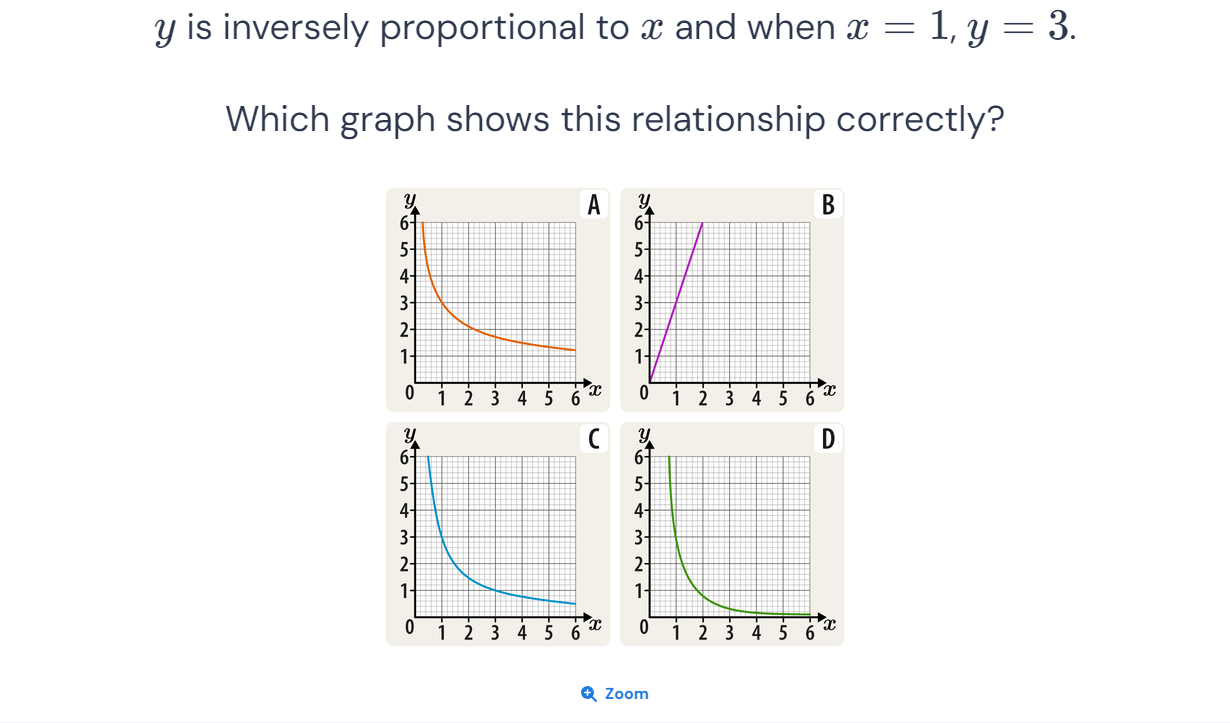 y is inversely proportional to x and when x = 1, y = 3.
Which graph shows this relationship correctly?
A
y
6
5
4
3
2
1
0 1 2 3 4 5 6 x
B
y
6
5
4
3
2
1
0 1 2 3 4 5 6 x
C
y
6
5
4
3
2
1
0 1 2 3 4 5 6 x
D
y
6
5
4
3
2
1
0 1 2 3 4 5 6 x
Zoom